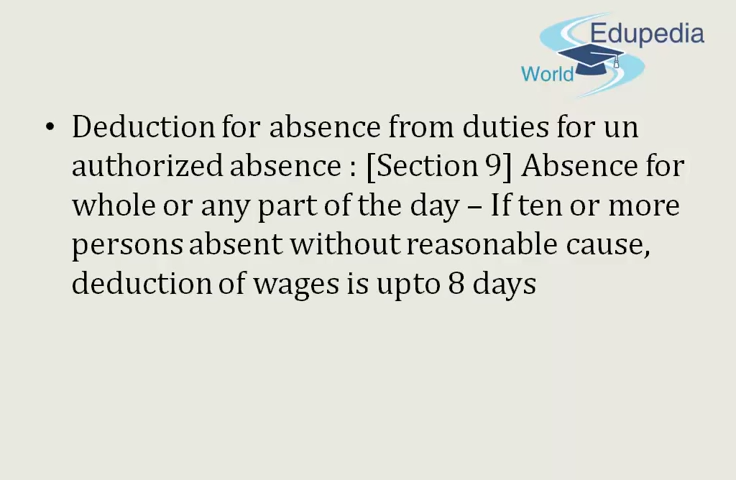 Edupedia
World
• Deduction for absence from duties for un
authorized absence : [Section 9] Absence for
whole or any part of the day – If ten or more
persons absent without reasonable cause,
deduction of wages is upto 8 days